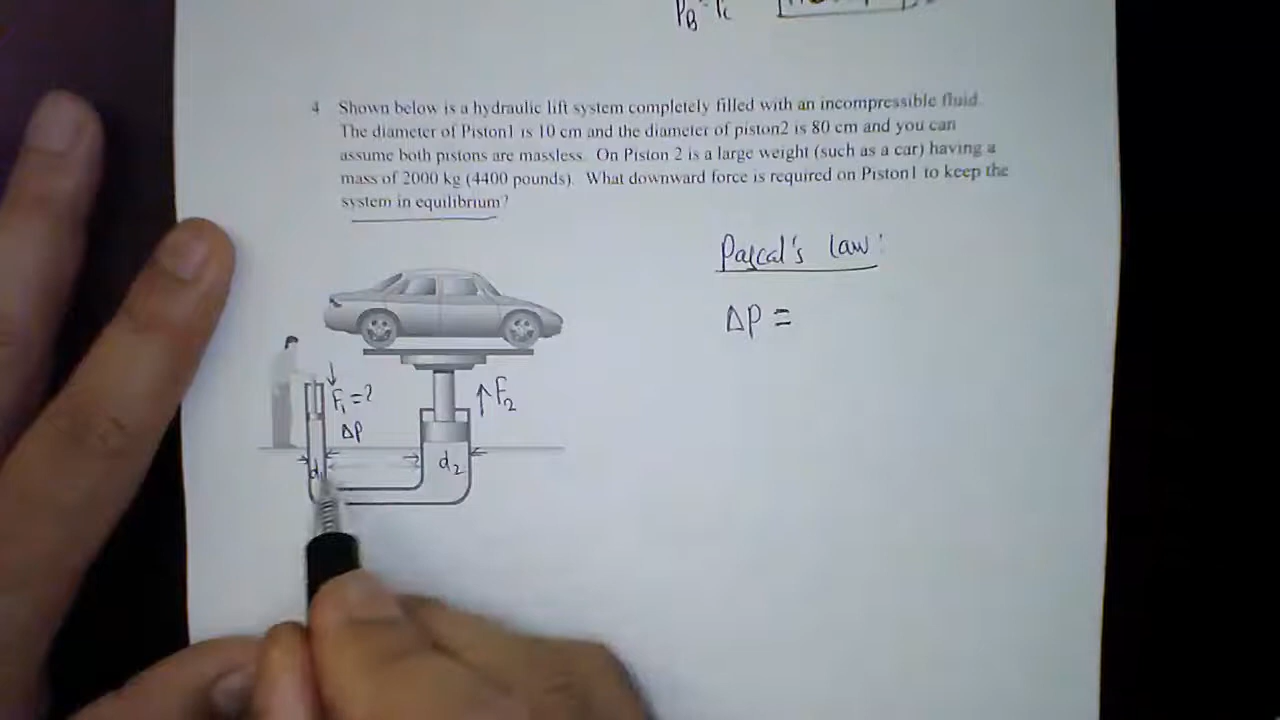 4 Shown below is a hydraulic lift system completely filled with an incompressible fluid.
The diameter of Piston1 is 10 cm and the diameter of piston2 is 80 cm and you can
assume both pistons are massless. On Piston 2 is a large weight (such as a car) having a
mass of 2000 kg (4400 pounds). What downward force is required on Piston1 to keep the
system in equilibrium?
Pascal's law:
ΔP =
↓
F₁ = ?
ΔP
↑F₂
d₂